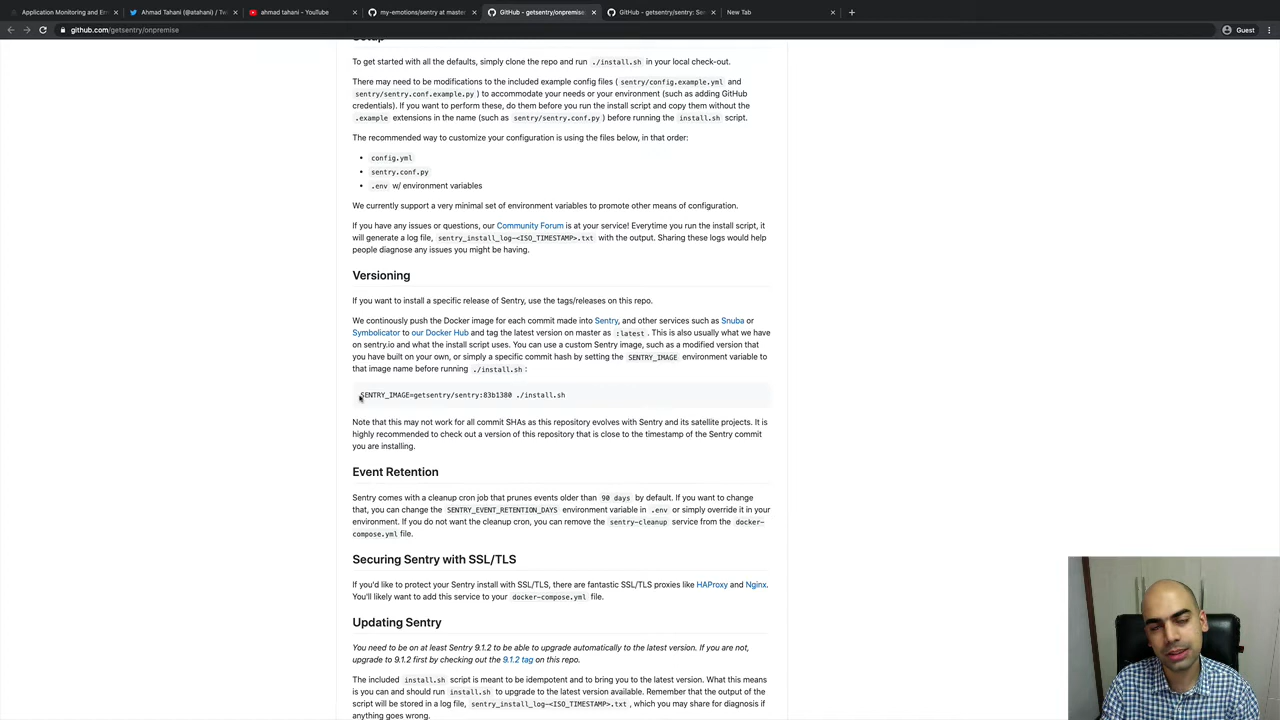 Application Monitoring and Err
Ahmad Tahani (@atahani) / Tw
ahmad tahani - YouTube
my-emotions/sentry at master
GitHub - getsentry/onpremise
GitHub - getsentry/sentry: Se
New Tab
github.com/getsentry/onpremise
Guest
Setup
To get started with all the defaults, simply clone the repo and run ./install.sh in your local check-out.
There may need to be modifications to the included example config files ( sentry/config.example.yml and
sentry/sentry.conf.example.py ) to accommodate your needs or your environment (such as adding GitHub
credentials). If you want to perform these, do them before you run the install script and copy them without the
.example extensions in the name (such as sentry/sentry.conf.py ) before running the install.sh script.
The recommended way to customize your configuration is using the files below, in that order:
• config.yml
• sentry.conf.py
• .env w/ environment variables
We currently support a very minimal set of environment variables to promote other means of configuration.
If you have any issues or questions, our Community Forum is at your service! Everytime you run the install script, it
will generate a log file, sentry_install_log-<ISO_TIMESTAMP>.txt with the output. Sharing these logs would help
people diagnose any issues you might be having.
Versioning
If you want to install a specific release of Sentry, use the tags/releases on this repo.
We continously push the Docker image for each commit made into Sentry, and other services such as Snuba or
Symbolicator to our Docker Hub and tag the latest version on master as :latest . This is also usually what we have
on sentry.io and what the install script uses. You can use a custom Sentry image, such as a modified version that
you have built on your own, or simply a specific commit hash by setting the SENTRY_IMAGE environment variable to
that image name before running ./install.sh :
SENTRY_IMAGE=getsentry/sentry:83b1380 ./install.sh
Note that this may not work for all commit SHAs as this repository evolves with Sentry and its satellite projects. It is
highly recommended to check out a version of this repository that is close to the timestamp of the Sentry commit
you are installing.
Event Retention
Sentry comes with a cleanup cron job that prunes events older than 90 days by default. If you want to change
that, you can change the SENTRY_EVENT_RETENTION_DAYS environment variable in .env or simply override it in your
environment. If you do not want the cleanup cron, you can remove the sentry-cleanup service from the docker-
compose.yml file.
Securing Sentry with SSL/TLS
If you'd like to protect your Sentry install with SSL/TLS, there are fantastic SSL/TLS proxies like HAProxy and Nginx.
You'll likely want to add this service to your docker-compose.yml file.
Updating Sentry
You need to be on at least Sentry 9.1.2 to be able to upgrade automatically to the latest version. If you are not,
upgrade to 9.1.2 first by checking out the 9.1.2 tag on this repo.
The included install.sh script is meant to be idempotent and to bring you to the latest version. What this means
is you can and should run install.sh to upgrade to the latest version available. Remember that the output of the
script will be stored in a log file, sentry_install_log-<ISO_TIMESTAMP>.txt , which you may share for diagnosis if
anything goes wrong.